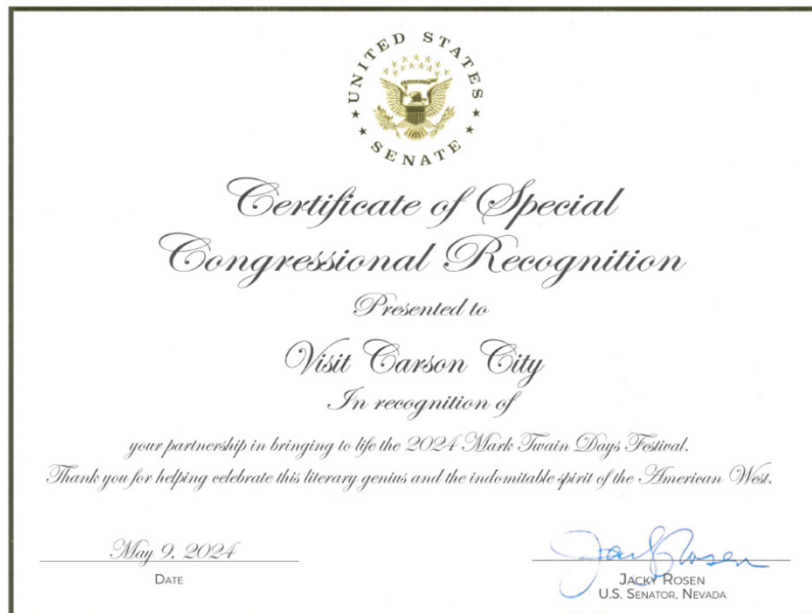 UNITED STATES
SENATE
Certificate of Special
Congressional Recognition
Presented to
Visit Carson City
In recognition of
your partnership in bringing to life the 2024 Mark Twain Days Festival.
Thank you for helping celebrate this literary genius and the indomitable spirit of the American West.
May 9, 2024
DATE
Jacky Rosen
JACKY ROSEN
U.S. SENATOR, NEVADA